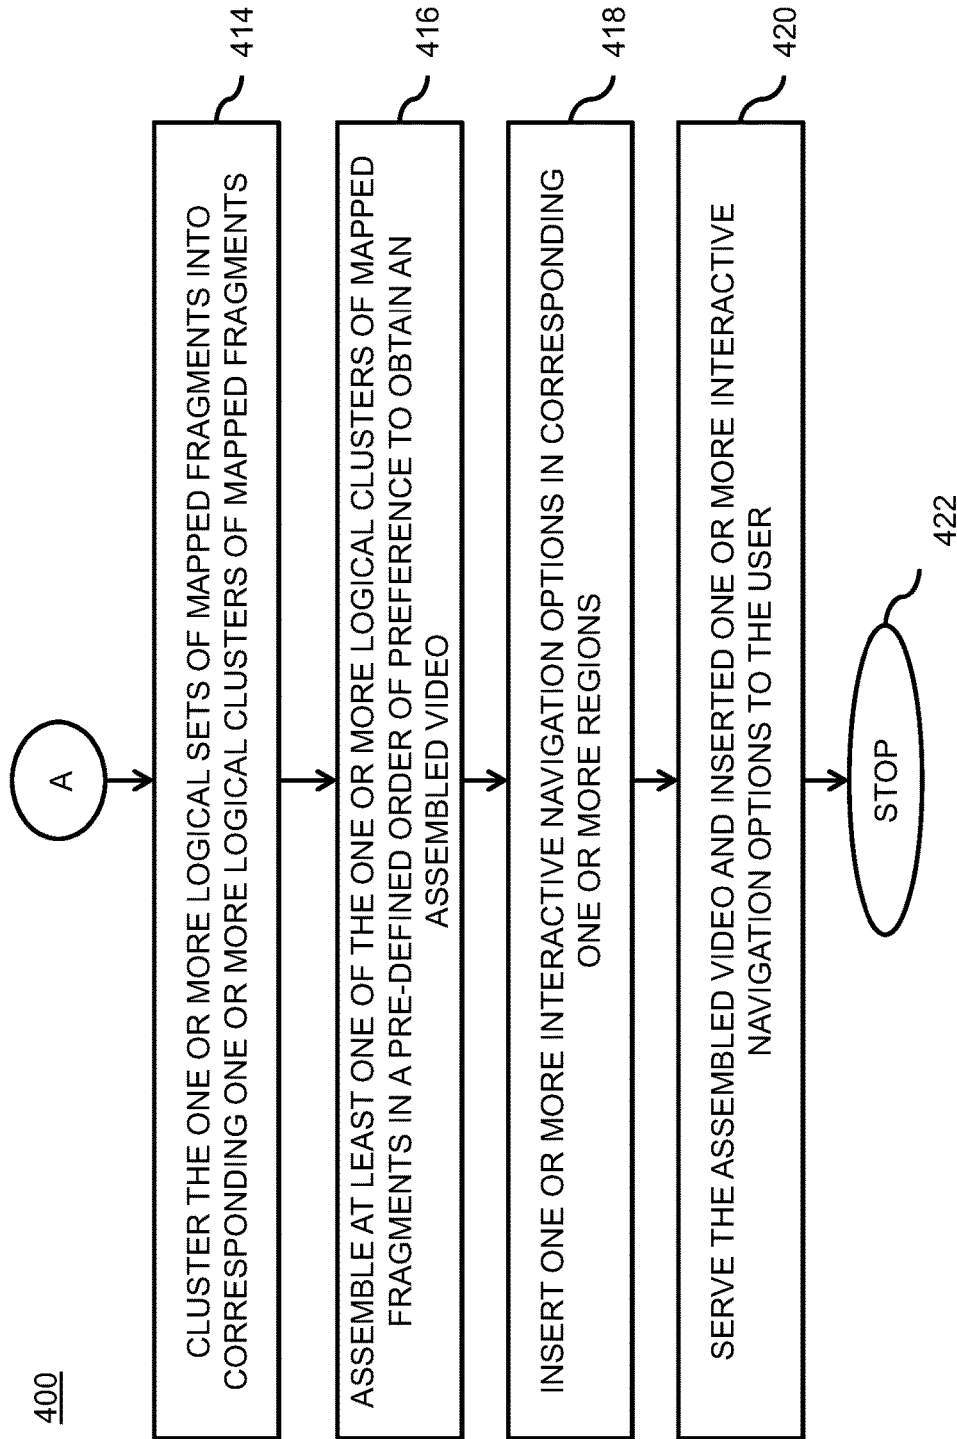 400
A
CLUSTER THE ONE OR MORE LOGICAL SETS OF MAPPED FRAGMENTS INTO
CORRESPONDING ONE OR MORE LOGICAL CLUSTERS OF MAPPED FRAGMENTS
414
ASSEMBLE AT LEAST ONE OF THE ONE OR MORE LOGICAL CLUSTERS OF MAPPED
FRAGMENTS IN A PRE-DEFINED ORDER OF PREFERENCE TO OBTAIN AN
ASSEMBLED VIDEO
416
INSERT ONE OR MORE INTERACTIVE NAVIGATION OPTIONS IN CORRESPONDING
ONE OR MORE REGIONS
418
SERVE THE ASSEMBLED VIDEO AND INSERTED ONE OR MORE INTERACTIVE
NAVIGATION OPTIONS TO THE USER
420
STOP
422